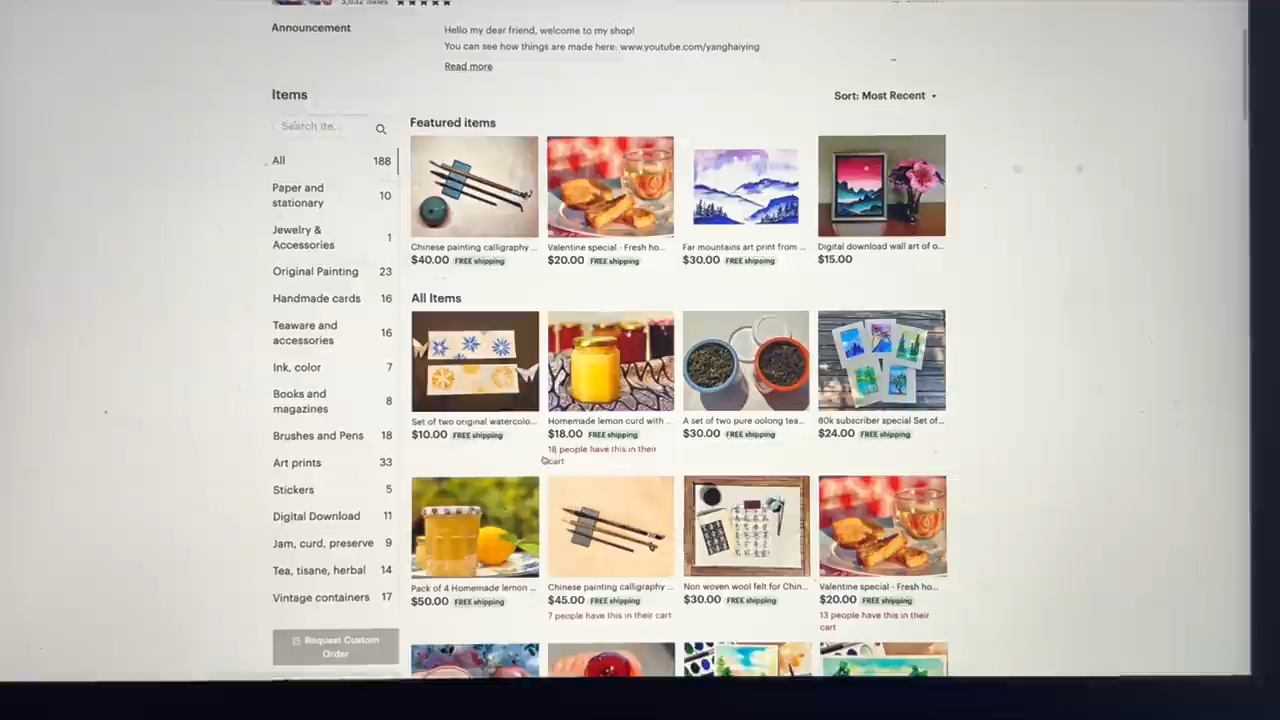 3,632 Sales
Announcement
Hello my dear friend, welcome to my shop!
You can see how things are made here: www.youtube.com/yanghaiying
Read more
Items
Sort: Most Recent
Search ite...
All 188
Paper and
stationary 10
Jewelry &
Accessories 1
Original Painting 23
Handmade cards 16
Teaware and
accessories 16
Ink, color 7
Books and
magazines 8
Brushes and Pens 18
Art prints 33
Stickers 5
Digital Download 11
Jam, curd, preserve 9
Tea, tisane, herbal 14
Vintage containers 17
Request Custom
Order
Featured items
Chinese painting calligraphy ...
$40.00 FREE shipping
Valentine special - Fresh ho...
$20.00 FREE shipping
Far mountains art print from ...
$30.00 FREE shipping
Digital download wall art of o...
$15.00
All Items
Set of two original watercolo...
$10.00 FREE shipping
Homemade lemon curd with ...
$18.00 FREE shipping
18 people have this in their
cart
A set of two pure oolong tea...
$30.00 FREE shipping
80k subscriber special Set of...
$24.00 FREE shipping
Pack of 4 Homemade lemon ...
$50.00 FREE shipping
Chinese painting calligraphy ...
$45.00 FREE shipping
7 people have this in their cart
Non woven wool felt for Chin...
$30.00 FREE shipping
Valentine special - Fresh ho...
$20.00 FREE shipping
13 people have this in their
cart